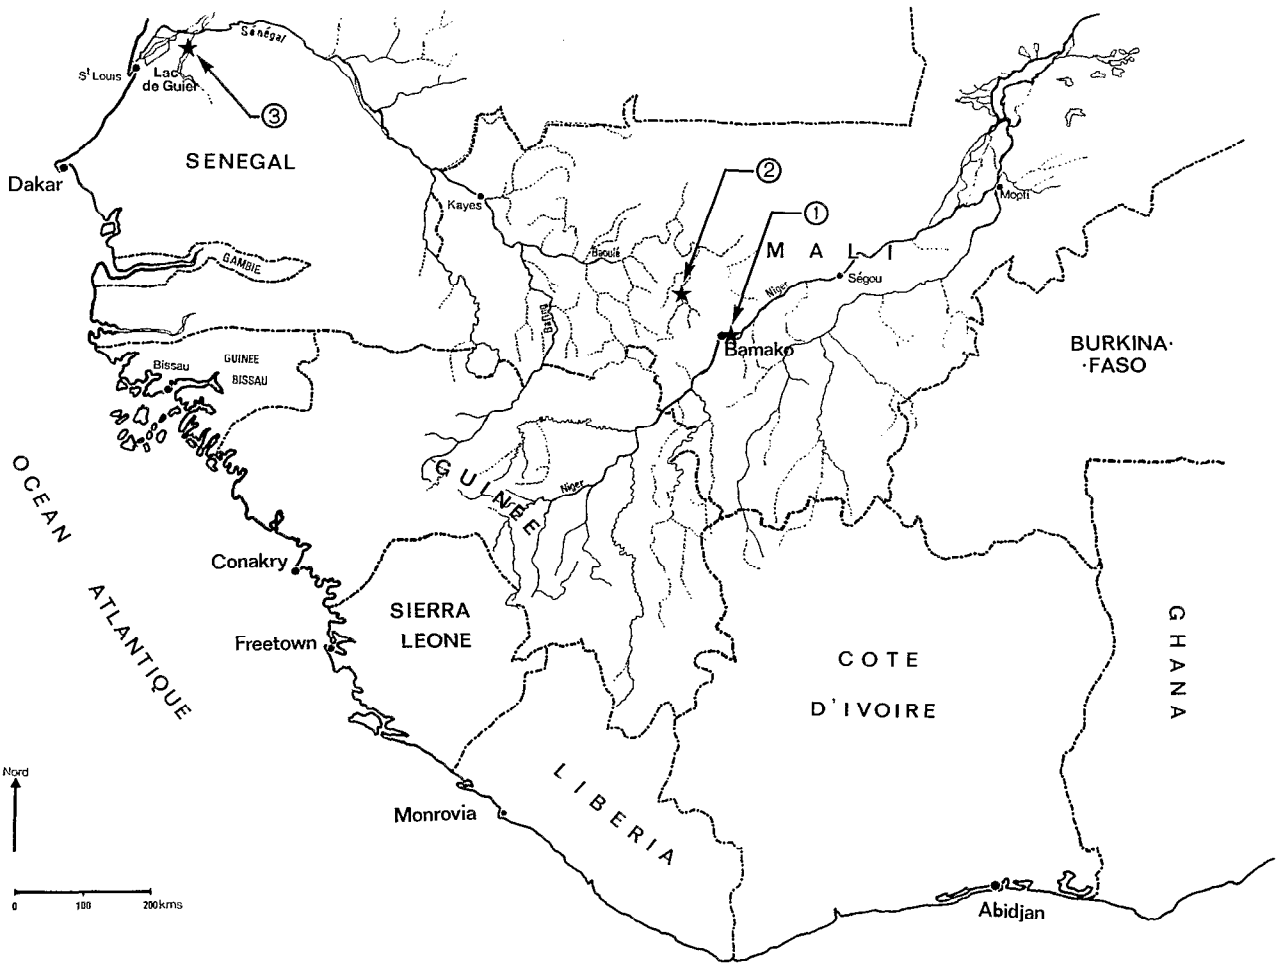 Sénégal
St Louis
Lac
de Guier
③
SENEGAL
Dakar
②
Kayes
Mopti
①
MALI
Baoulé
GAMBIE
Ségou
Niger
Bafing
Bamako
BURKINA-
-FASO
Bissau
GUINEE
BISSAU
GUINEE
Niger
OCEAN
ATLANTIQUE
Conakry
SIERRA
LEONE
GHANA
Freetown
COTE
D'IVOIRE
Nord
LIBERIA
Monrovia
0 100 200kms
Abidjan